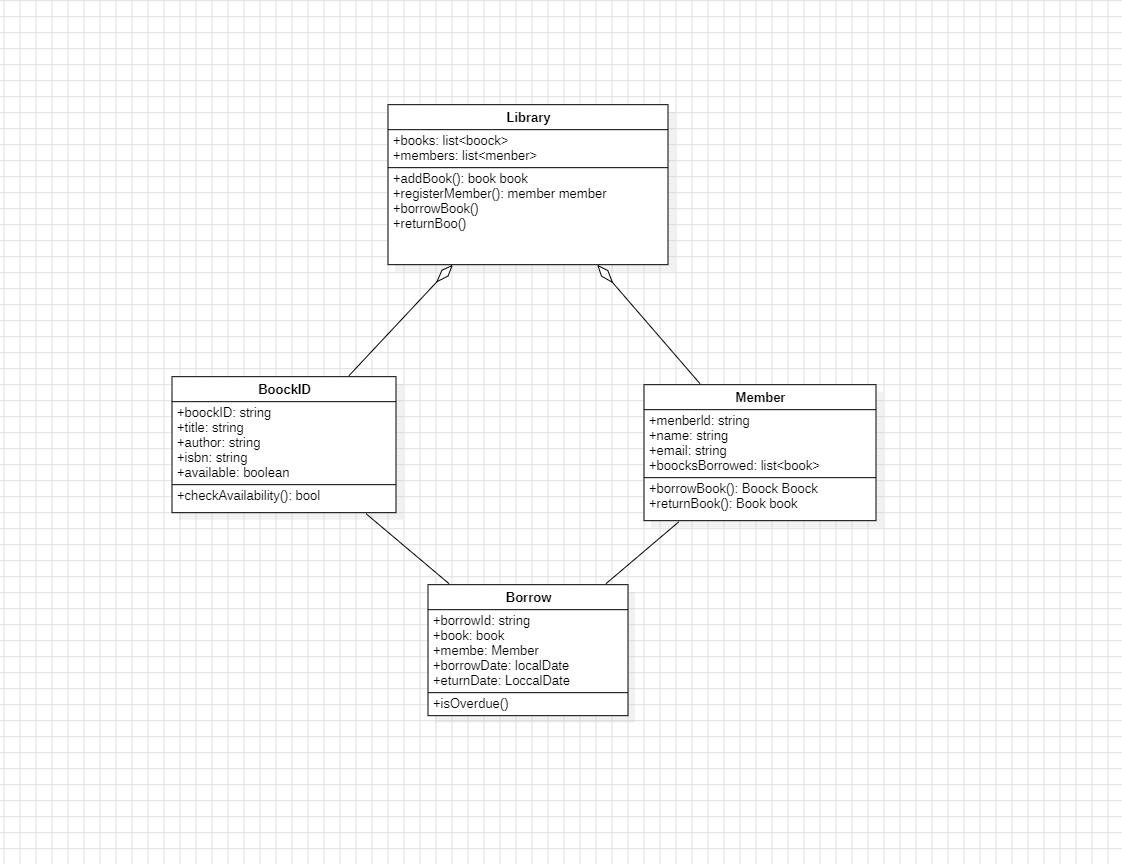 Library
+books: list<boock>
+members: list<menber>
+addBook(): book book
+registerMember(): member member
+borrowBook()
+returnBoo()
BoockID
+boockID: string
+title: string
+author: string
+isbn: string
+available: boolean
+checkAvailability(): bool
Member
+menberId: string
+name: string
+email: string
+boocksBorrowed: list<book>
+borrowBook(): Boock Boock
+returnBook(): Book book
Borrow
+borrowId: string
+book: book
+membe: Member
+borrowDate: localDate
+eturnDate: LoccalDate
+isOverdue()